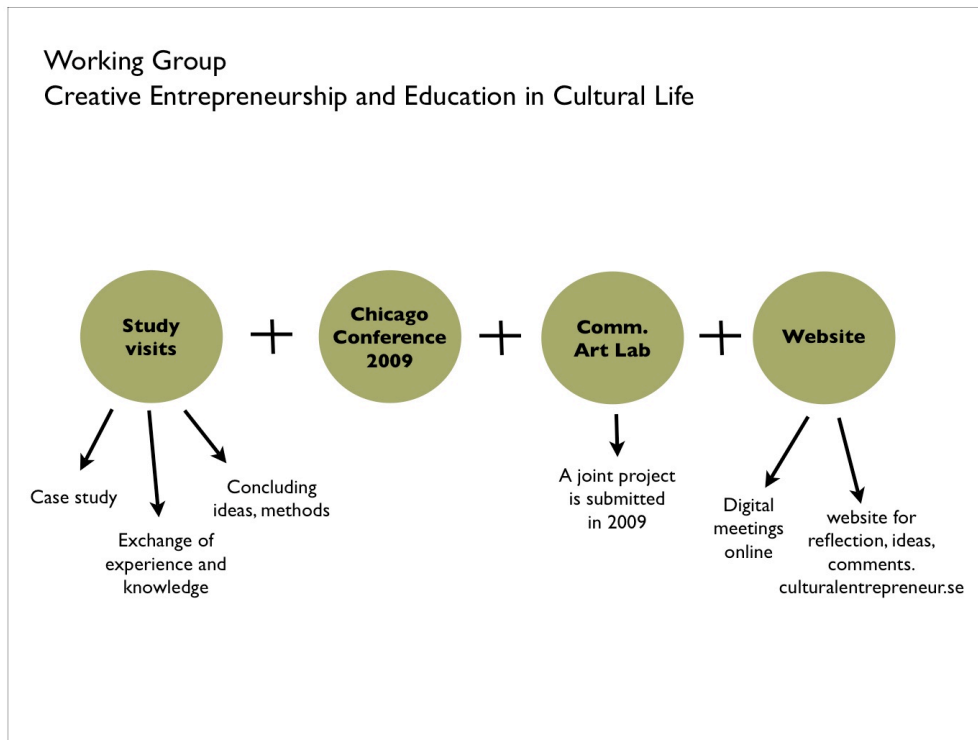 Working Group
Creative Entrepreneurship and Education in Cultural Life
Study
visits
Chicago
Conference
2009
Comm.
Art Lab
Website
Case study
Exchange of
experience and
knowledge
Concluding
ideas, methods
A joint project
is submitted
in 2009
Digital
meetings
online
website for
reflection, ideas,
comments.
culturalentrepreneur.se